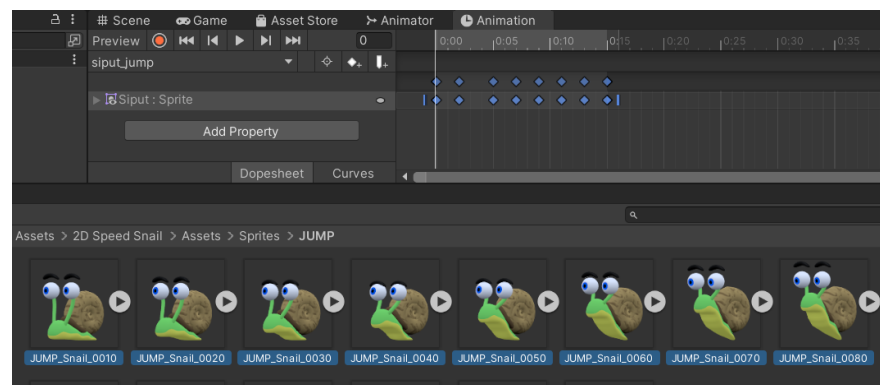 # Scene Game Asset Store Animator Animation
Preview 0 0:00 0:05 0:10 0:15 0:20 0:25 0:30 0:35
siput_jump
Siput : Sprite
Add Property
Dopesheet Curves
Assets > 2D Speed Snail > Assets > Sprites > JUMP
JUMP_Snail_0010 JUMP_Snail_0020 JUMP_Snail_0030 JUMP_Snail_0040 JUMP_Snail_0050 JUMP_Snail_0060 JUMP_Snail_0070 JUMP_Snail_0080